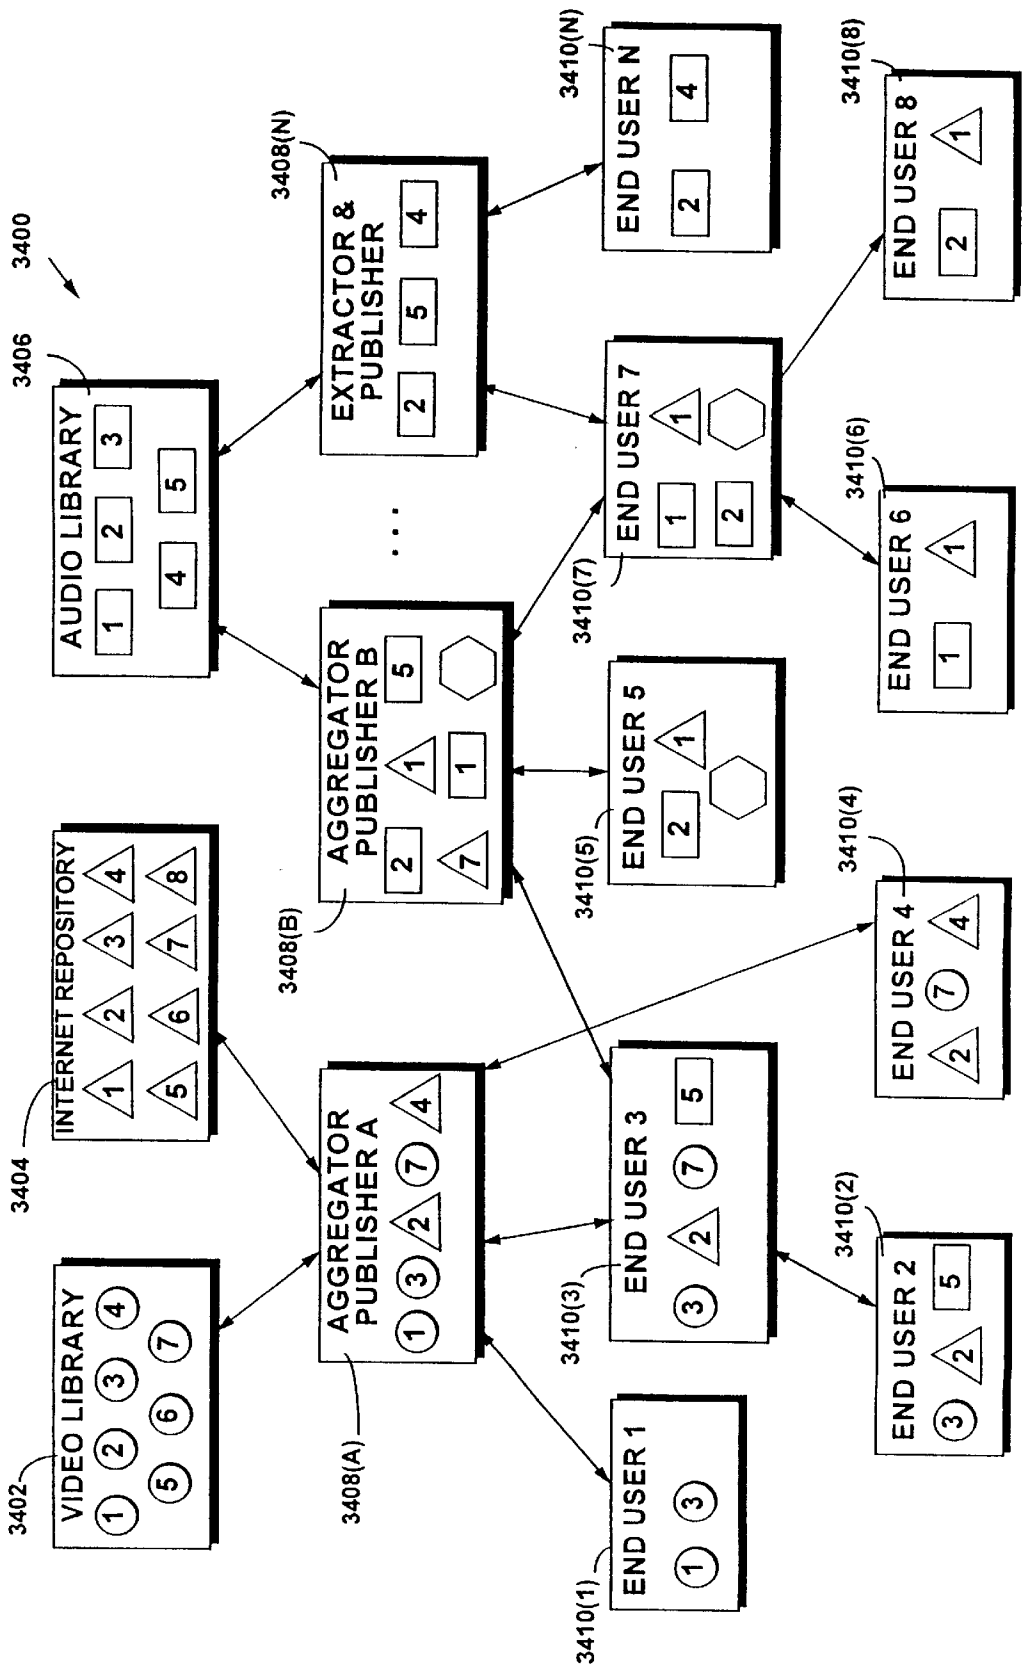 3400
3402
VIDEO LIBRARY
1 2 3 4
5 6 7
3404
INTERNET REPOSITORY
1 2 3 4
5 6 7 8
3406
AUDIO LIBRARY
1 2 3
4 5
3408(A)
AGGREGATOR
PUBLISHER A
1 3 2 7 4
3408(B)
AGGREGATOR
PUBLISHER B
2 1 5
7 1
...
3408(N)
EXTRACTOR &
PUBLISHER
2 5 4
3410(1)
END USER 1
1 3
3410(3)
END USER 3
3 2 7 5
3410(5)
END USER 5
2 1
3410(7)
END USER 7
1 1
2
3410(N)
END USER N
2 4
3410(2)
END USER 2
3 2 5
3410(4)
END USER 4
2 7 4
3410(6)
END USER 6
1 1
3410(8)
END USER 8
2 1